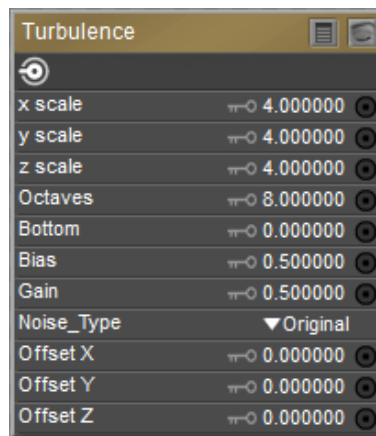 Turbulence
x scale 4.000000
y scale 4.000000
z scale 4.000000
Octaves 8.000000
Bottom 0.000000
Bias 0.500000
Gain 0.500000
Noise_Type Original
Offset X 0.000000
Offset Y 0.000000
Offset Z 0.000000